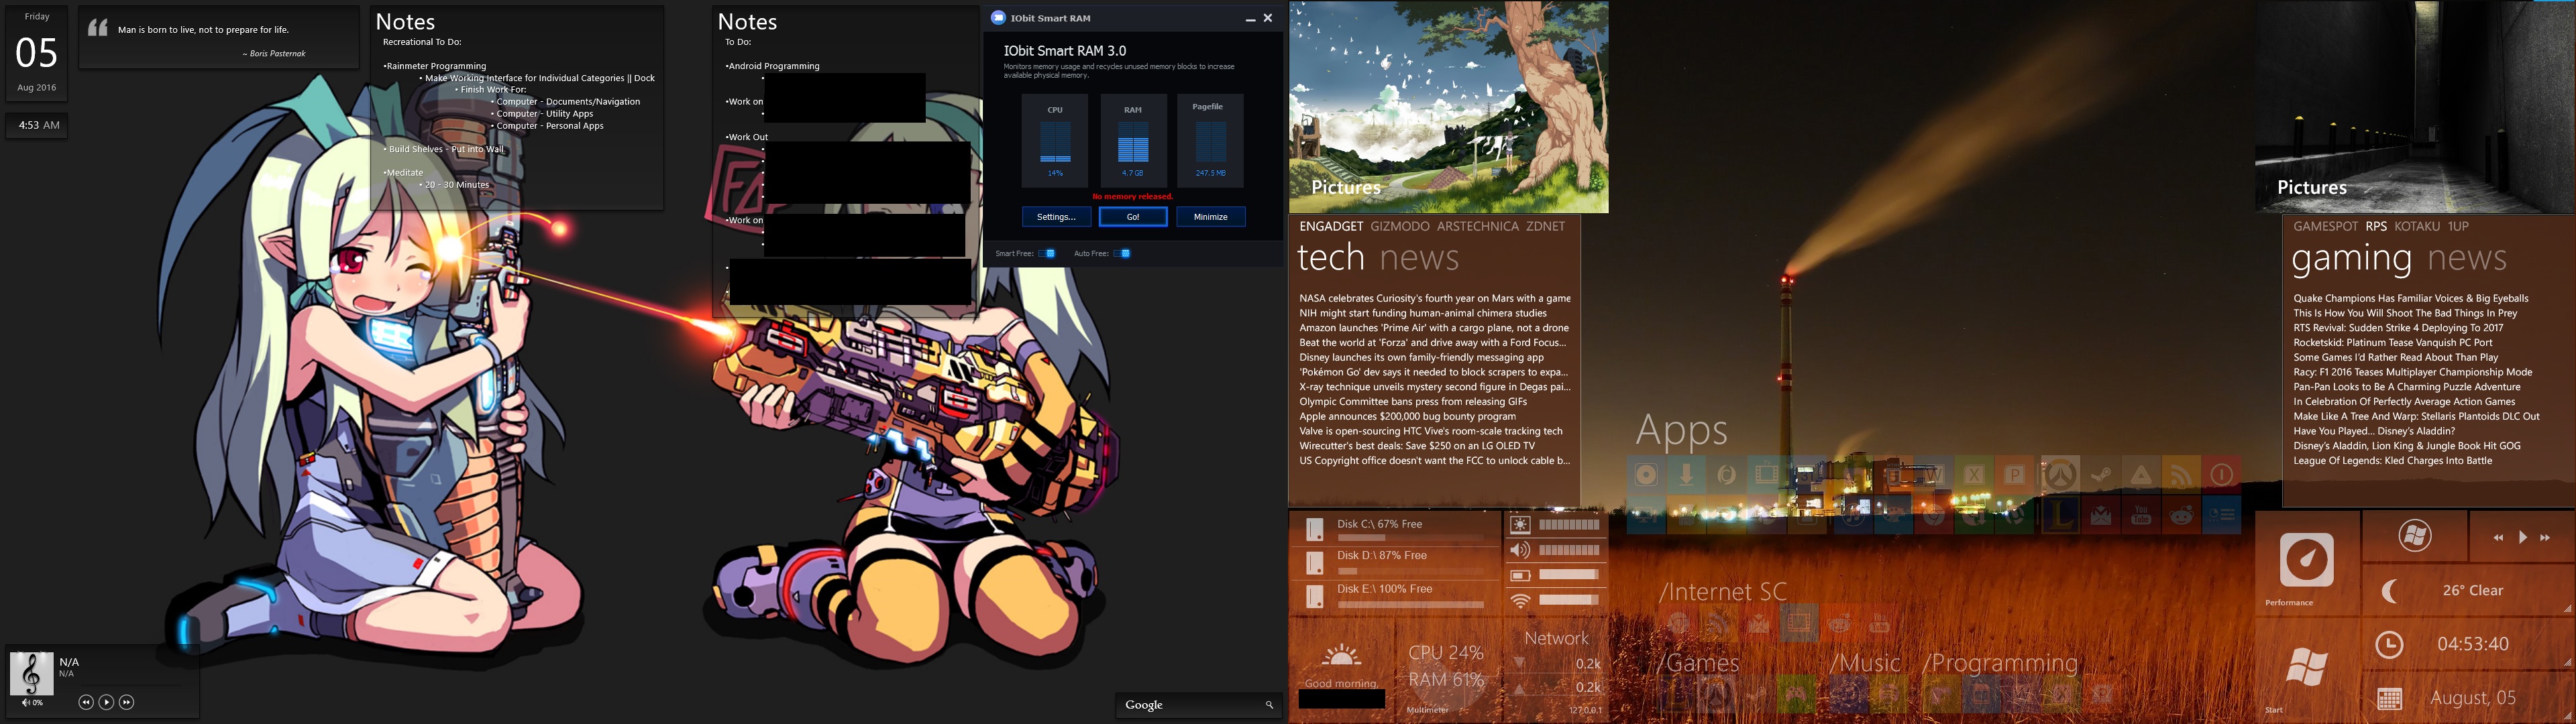 Friday
05
Aug 2016
4:53 AM
Man is born to live, not to prepare for life.
~ Boris Pasternak
Notes
Recreational To Do:
•Rainmeter Programming
• Make Working Interface for Individual Categories || Dock
• Finish Work For:
• Computer - Documents/Navigation
• Computer - Utility Apps
• Computer - Personal Apps
• Build Shelves - Put into Wall
•Meditate
• 20 - 30 Minutes
Notes
To Do:
•Android Programming
•Work on
•Work Out
•Work on
IObit Smart RAM
IObit Smart RAM 3.0
Monitors memory usage and recycles unused memory blocks to increase
available physical memory.
CPU RAM Pagefile
14% 4.7 GB 247.5 MB
No memory released.
Settings... Go! Minimize
Smart Free: Auto Free:
N/A
N/A
0%
Google
Pictures
ENGADGET GIZMODO ARSTECHNICA ZDNET
tech news
NASA celebrates Curiosity's fourth year on Mars with a game
NIH might start funding human-animal chimera studies
Amazon launches 'Prime Air' with a cargo plane, not a drone
Beat the world at 'Forza' and drive away with a Ford Focus...
Disney launches its own family-friendly messaging app
'Pokémon Go' dev says it needed to block scrapers to expa...
X-ray technique unveils mystery second figure in Degas pai...
Olympic Committee bans press from releasing GIFs
Apple announces $200,000 bug bounty program
Valve is open-sourcing HTC Vive's room-scale tracking tech
Wirecutter's best deals: Save $250 on an LG OLED TV
US Copyright office doesn't want the FCC to unlock cable b...
Disk C:\ 67% Free
Disk D:\ 87% Free
Disk E:\ 100% Free
Good morning,
CPU 24%
RAM 61%
Multimeter
Network
0.2k
0.2k
127.0.0.1
Apps
/Internet SC
/Games /Music /Programming
Pictures
GAMESPOT RPS KOTAKU 1UP
gaming news
Quake Champions Has Familiar Voices & Big Eyeballs
This Is How You Will Shoot The Bad Things In Prey
RTS Revival: Sudden Strike 4 Deploying To 2017
Rocketskid: Platinum Tease Vanquish PC Port
Some Games I'd Rather Read About Than Play
Racy: F1 2016 Teases Multiplayer Championship Mode
Pan-Pan Looks to Be A Charming Puzzle Adventure
In Celebration Of Perfectly Average Action Games
Make Like A Tree And Warp: Stellaris Plantoids DLC Out
Have You Played... Disney's Aladdin?
Disney's Aladdin, Lion King & Jungle Book Hit GOG
League Of Legends: Kled Charges Into Battle
Performance
26° Clear
04:53:40
Start
August, 05